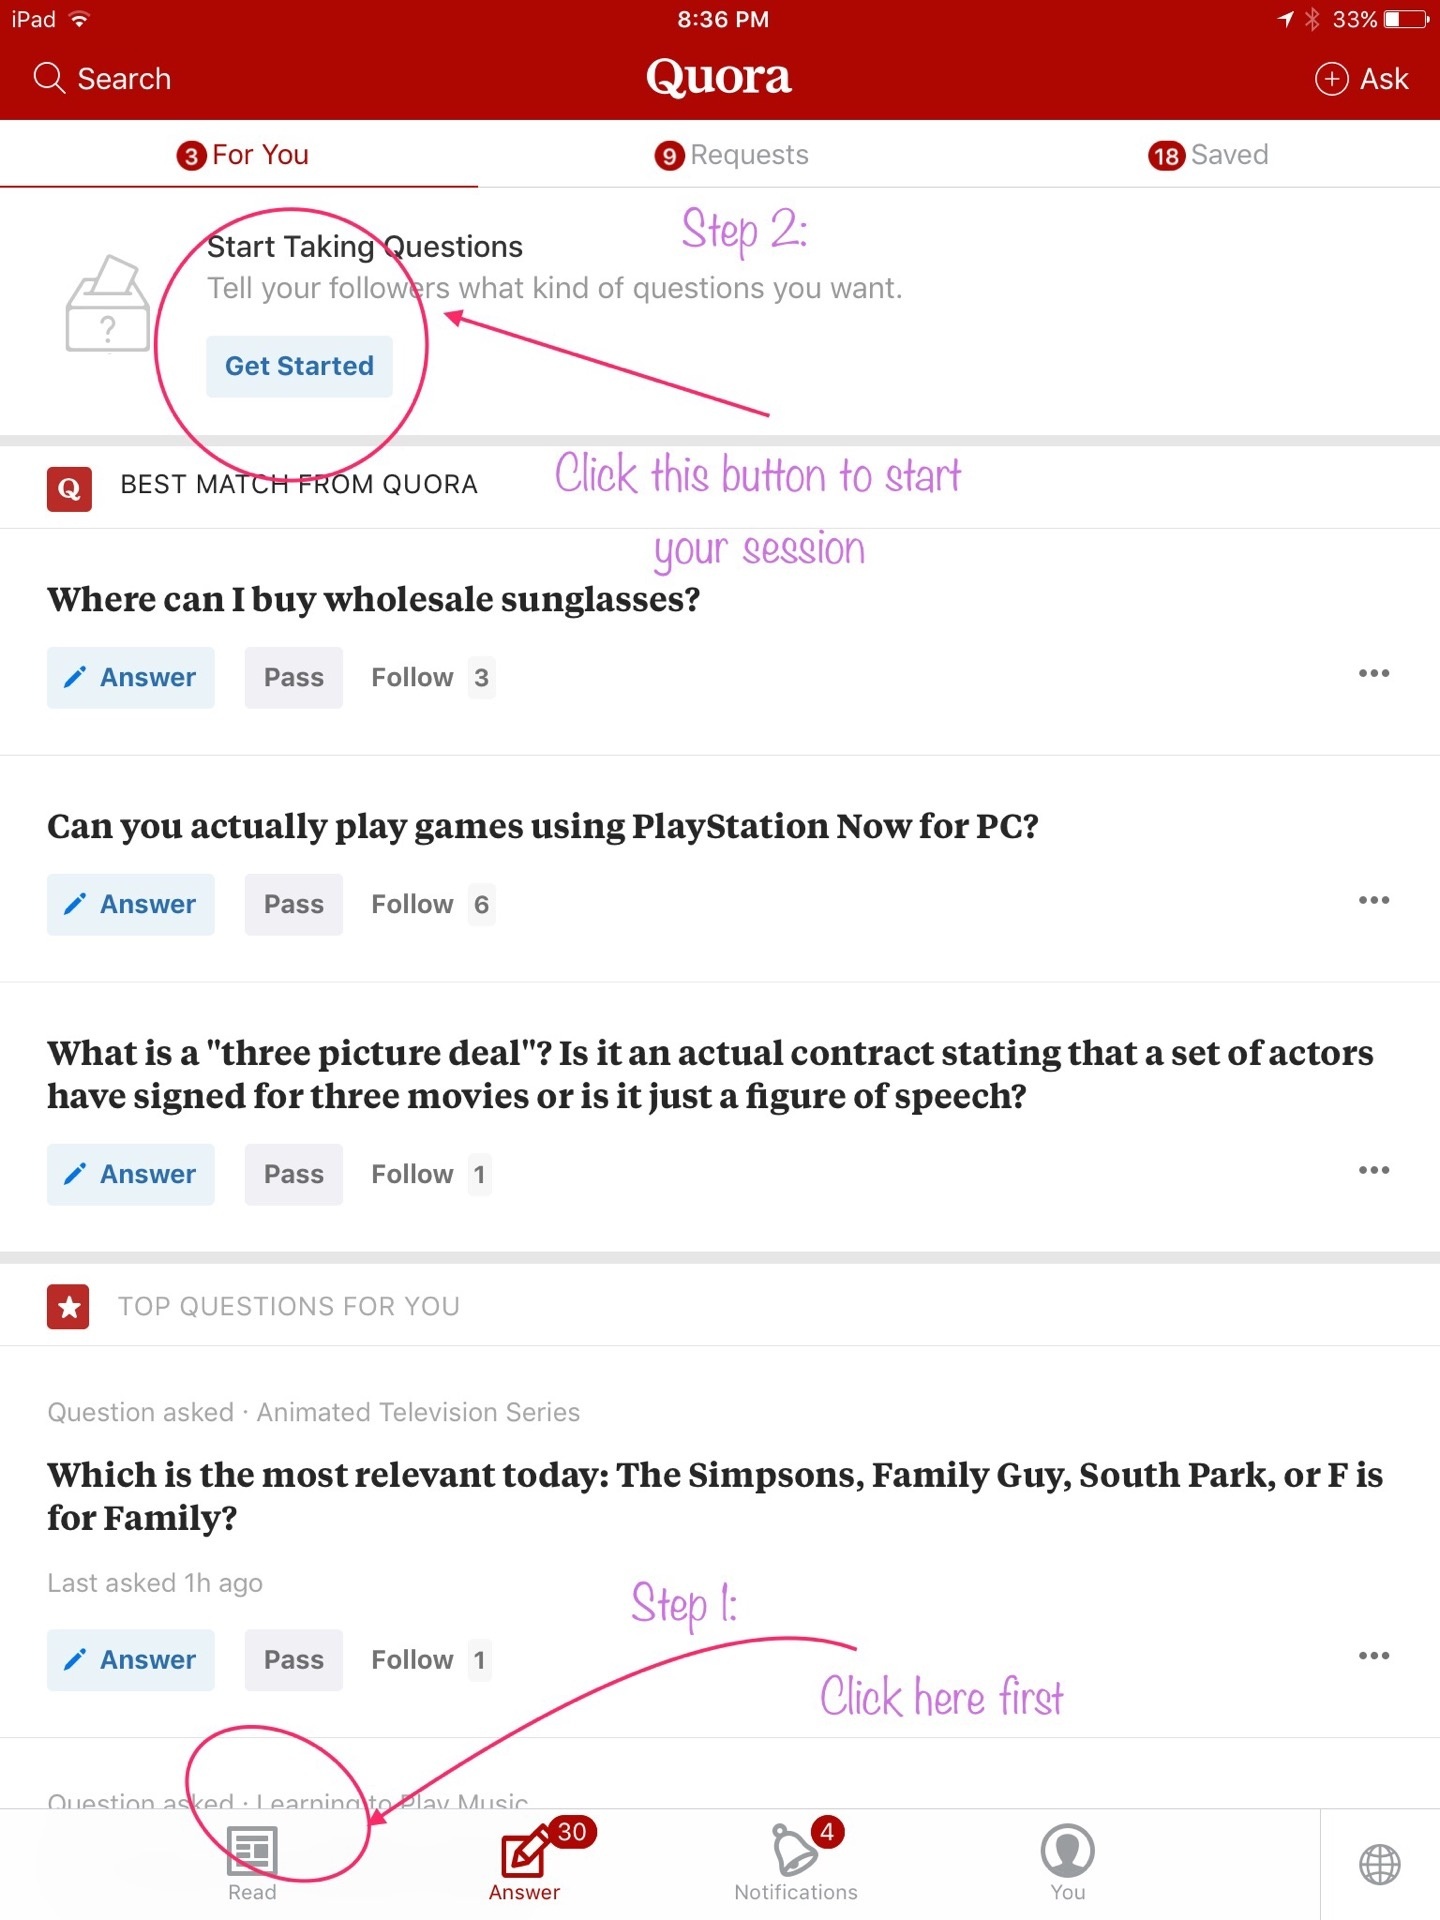 iPad 8:36 PM 33%
Search Quora Ask
3 For You 9 Requests 18 Saved
Step 2:
Start Taking Questions
Tell your followers what kind of questions you want.
?
Get Started
Click this button to start
your session
Q BEST MATCH FROM QUORA
Where can I buy wholesale sunglasses?
Answer Pass Follow 3
Can you actually play games using PlayStation Now for PC?
Answer Pass Follow 6
What is a "three picture deal"? Is it an actual contract stating that a set of actors
have signed for three movies or is it just a figure of speech?
Answer Pass Follow 1
TOP QUESTIONS FOR YOU
Question asked · Animated Television Series
Which is the most relevant today: The Simpsons, Family Guy, South Park, or F is
for Family?
Last asked 1h ago
Step 1:
Answer Pass Follow 1
Click here first
Question asked · Learning to Play Music
30 4
Read Answer Notifications You